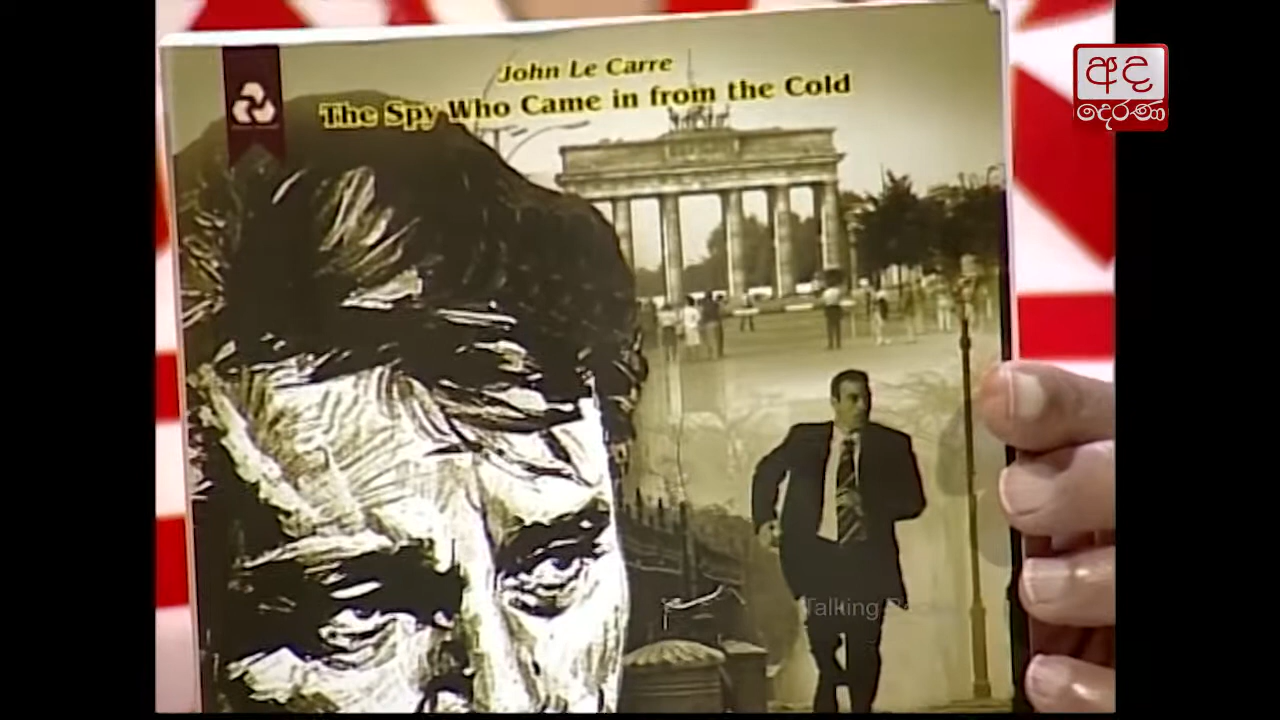 John Le Carre
The Spy Who Came in from the Cold
අද
දෙරණ
Talking